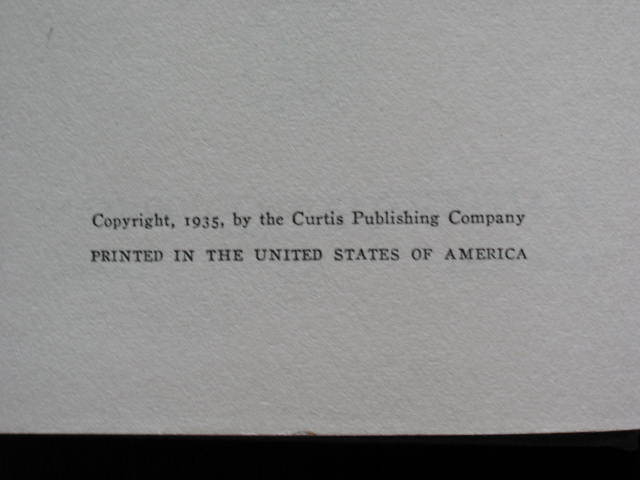 Copyright, 1935, by the Curtis Publishing Company
PRINTED IN THE UNITED STATES OF AMERICA